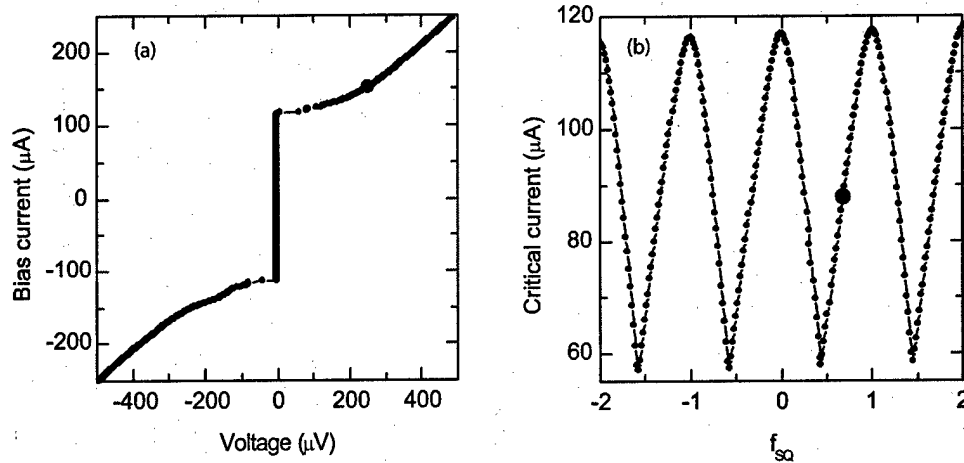 (a)
200
100
0
-100
-200
Bias current (μA)
-400 -200 0 200 400
Voltage (μV)
(b)
120
100
80
60
Critical current (μA)
-2 -1 0 1 2
f_SQ